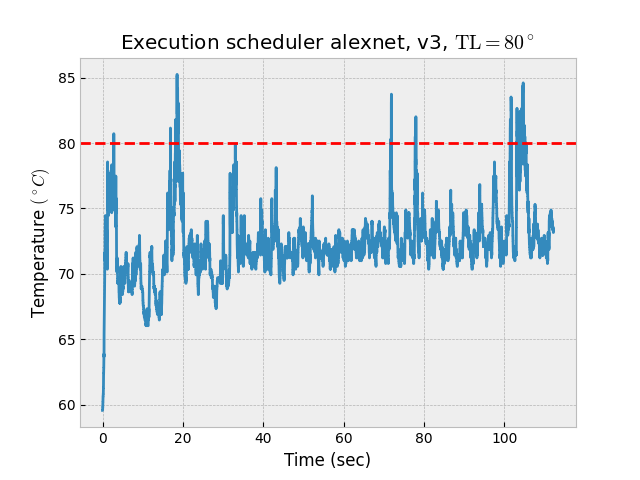 Execution scheduler alexnet, v3, TL = 80°
Temperature (°C)
85
80
75
70
65
60
0 20 40 60 80 100
Time (sec)